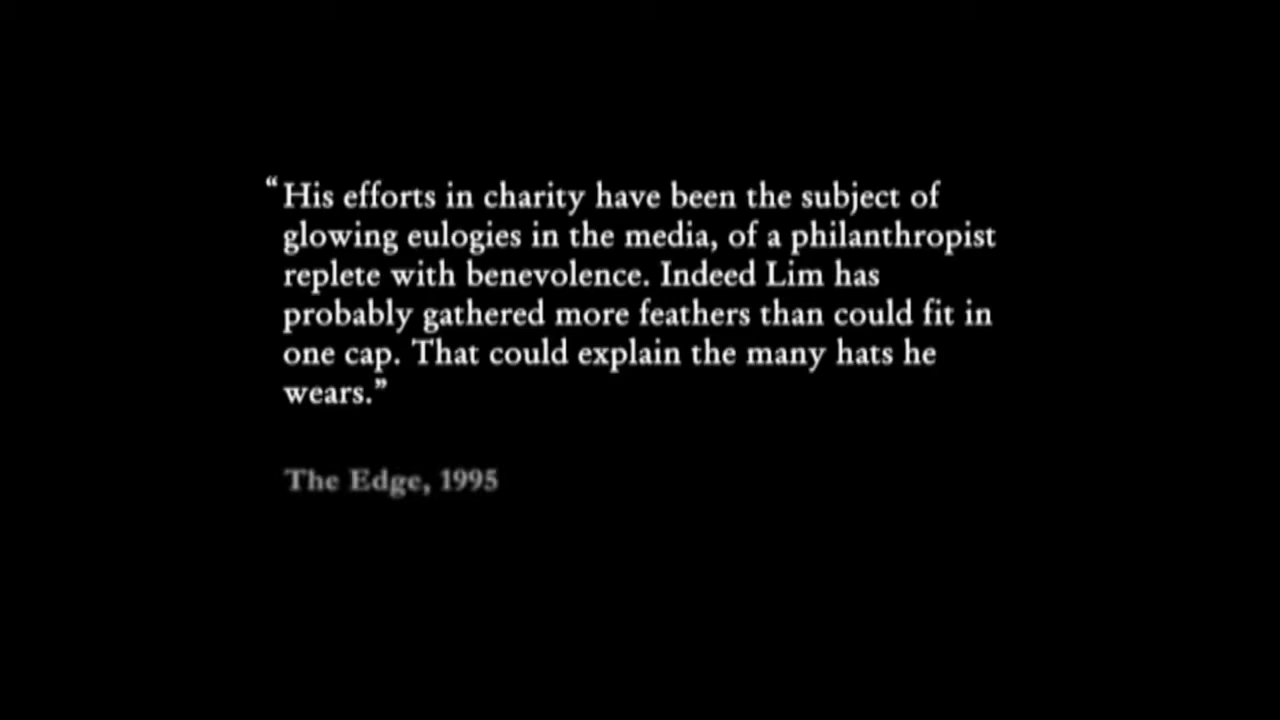 “His efforts in charity have been the subject of
glowing eulogies in the media, of a philanthropist
replete with benevolence. Indeed Lim has
probably gathered more feathers than could fit in
one cap. That could explain the many hats he
wears.”
The Edge, 1995